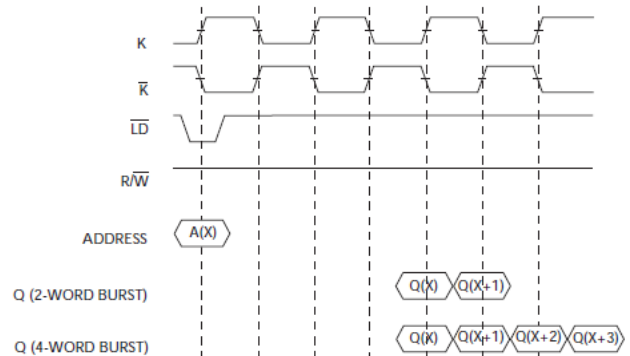 K
K̅
L̅D̅
R/W̅
ADDRESS
A(X)
Q (2-WORD BURST)
Q(X) Q(X+1)
Q (4-WORD BURST)
Q(X) Q(X+1) Q(X+2) Q(X+3)